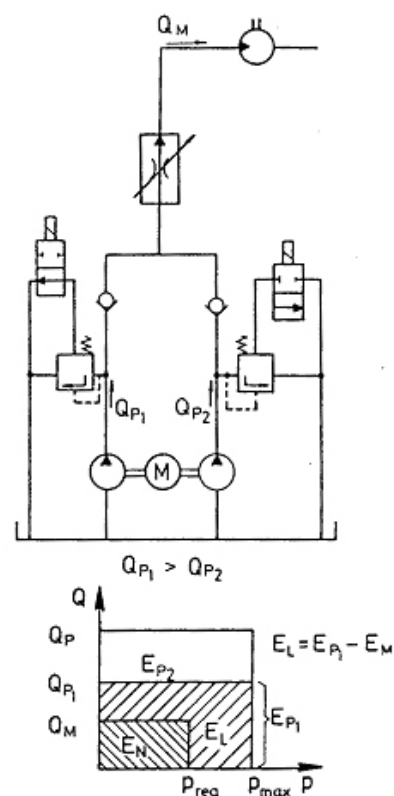 Q_M
Q_P1 Q_P2
M
Q_P1 > Q_P2
Q
Q_P E_L = E_P1 - E_M
E_P2
Q_P1
E_P1
Q_M
E_N E_L
p_req p_max p